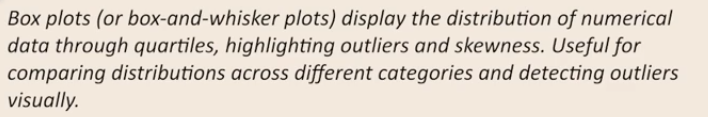 Box plots (or box-and-whisker plots) display the distribution of numerical
data through quartiles, highlighting outliers and skewness. Useful for
comparing distributions across different categories and detecting outliers
visually.